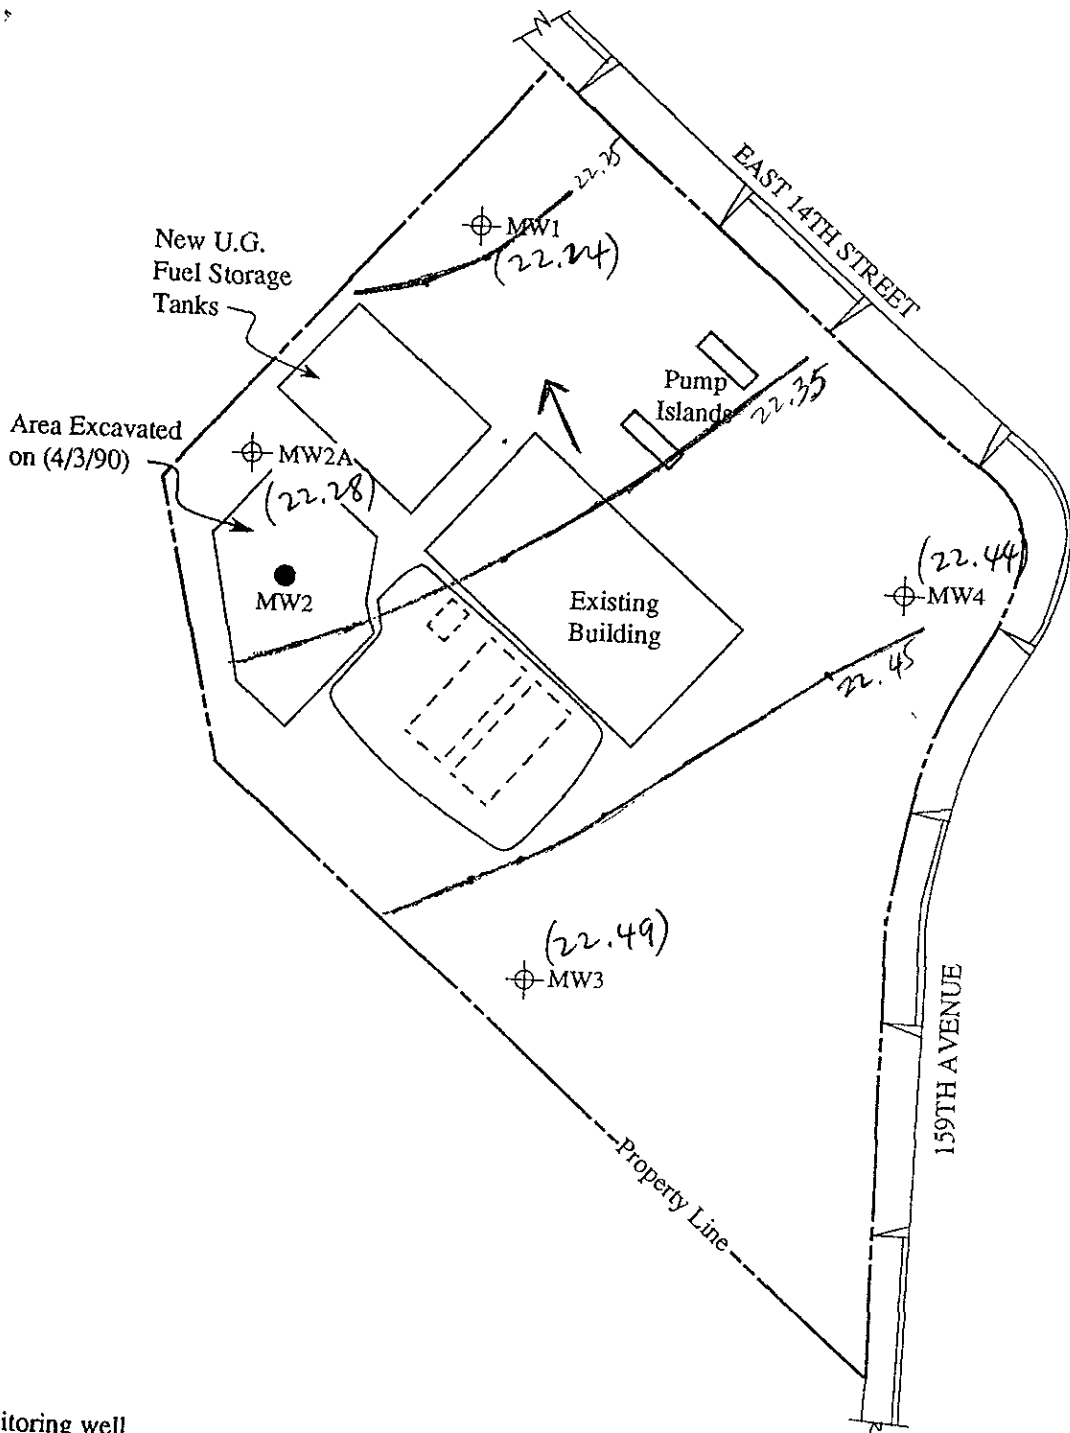 EAST 14TH STREET
22.25
MW1
(22.24)
New U.G.
Fuel Storage
Tanks
Pump
Islands
22.35
Area Excavated
on (4/3/90)
MW2A
(22.28)
MW2
Existing
Building
(22.44)
MW4
22.45
(22.49)
MW3
159TH AVENUE
Property Line
itoring well